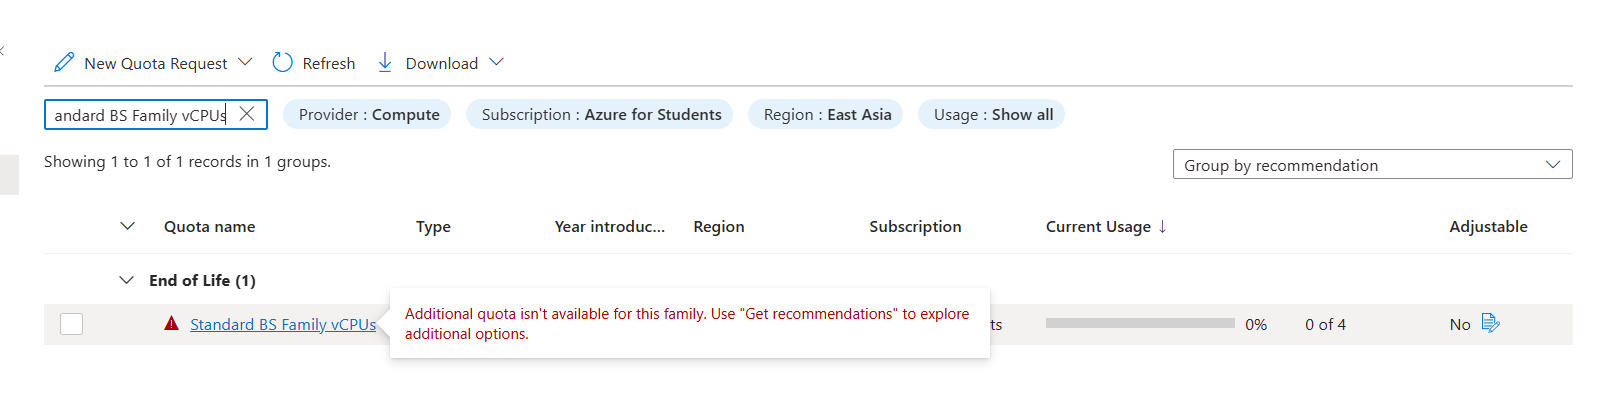 New Quota Request
Refresh
Download
andard BS Family vCPUs
Provider : Compute
Subscription : Azure for Students
Region : East Asia
Usage : Show all
Showing 1 to 1 of 1 records in 1 groups.
Group by recommendation
Quota name
Type
Year introduc...
Region
Subscription
Current Usage ↓
Adjustable
End of Life (1)
Standard BS Family vCPUs
Additional quota isn't available for this family. Use "Get recommendations" to explore
additional options.
ts
0%
0 of 4
No